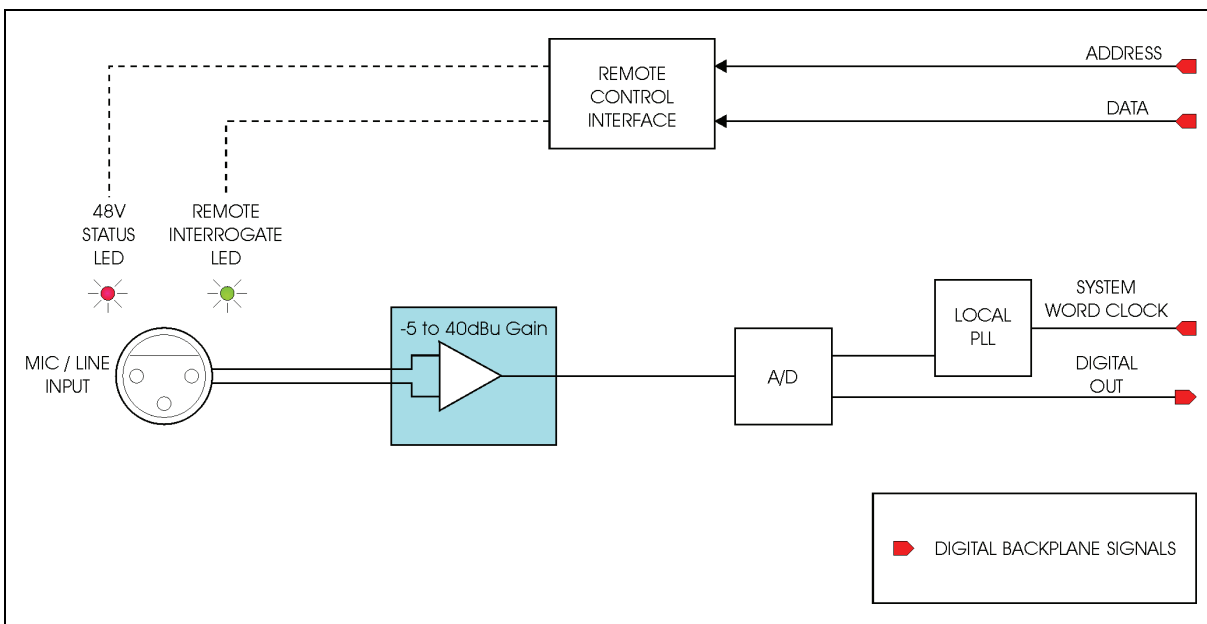 ADDRESS
REMOTE
CONTROL
INTERFACE
DATA
48V
STATUS
LED
REMOTE
INTERROGATE
LED
SYSTEM
WORD CLOCK
LOCAL
PLL
-5 to 40dBu Gain
MIC / LINE
INPUT
A/D
DIGITAL
OUT
DIGITAL BACKPLANE SIGNALS